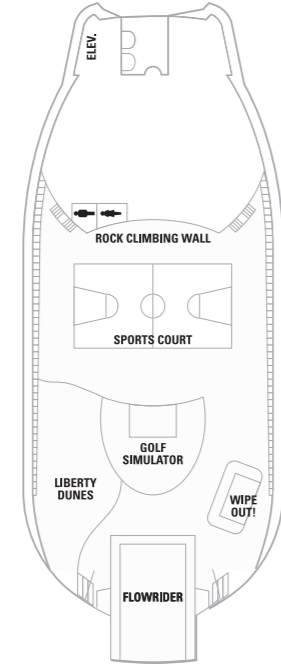 ELEV.
ROCK CLIMBING WALL
SPORTS COURT
GOLF
SIMULATOR
LIBERTY
DUNES
WIPE
OUT!
FLOWRIDER